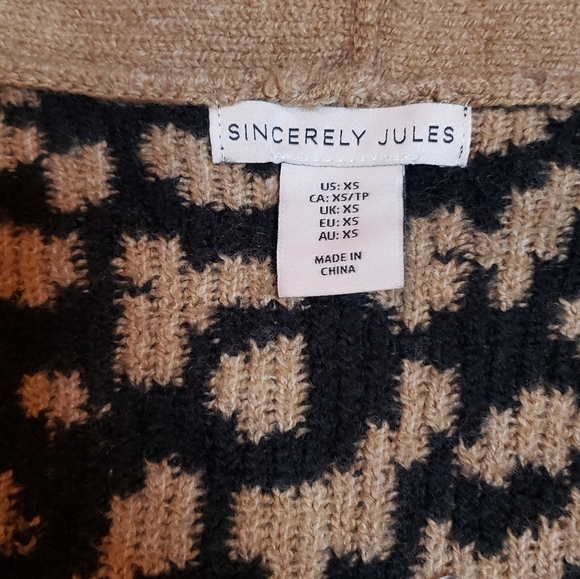 SINCERELY JULES
US: XS
CA: XS/TP
UK: XS
EU: XS
AU: XS
MADE IN
CHINA